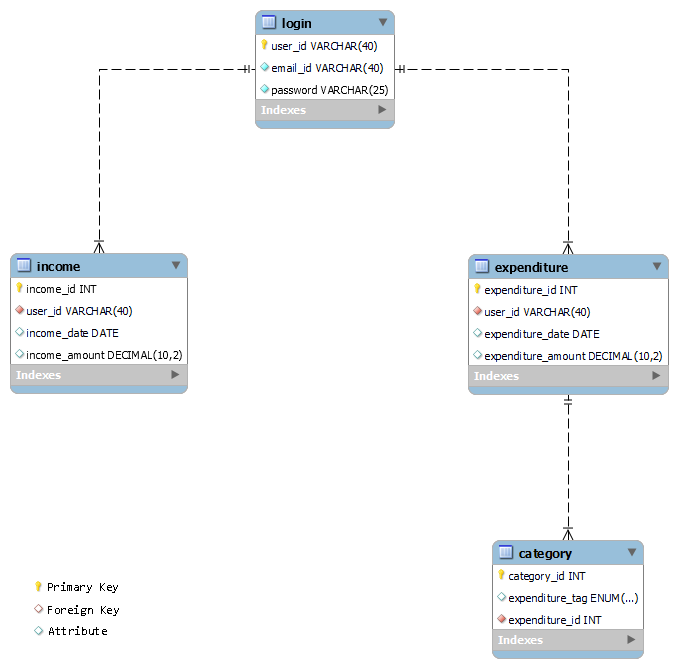 login
user_id VARCHAR(40)
email_id VARCHAR(40)
password VARCHAR(25)
Indexes
income
income_id INT
user_id VARCHAR(40)
income_date DATE
income_amount DECIMAL(10,2)
Indexes
expenditure
expenditure_id INT
user_id VARCHAR(40)
expenditure_date DATE
expenditure_amount DECIMAL(10,2)
Indexes
category
category_id INT
expenditure_tag ENUM(...)
expenditure_id INT
Indexes
Primary Key
Foreign Key
Attribute